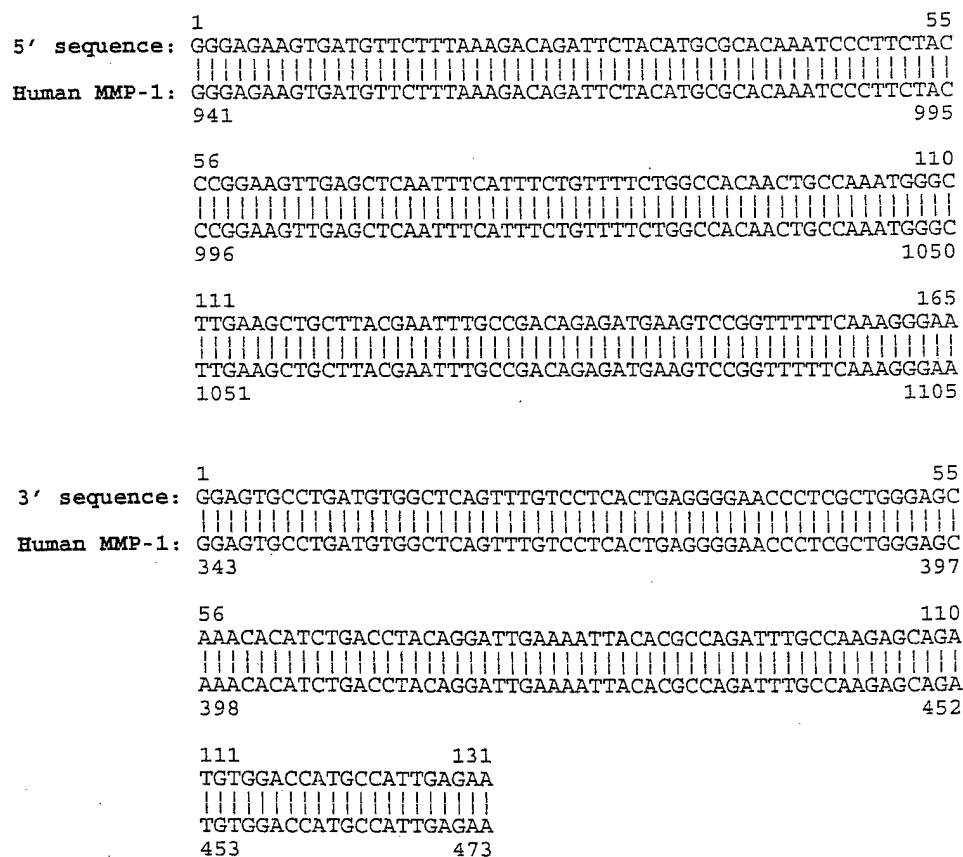 1 55
5' sequence: GGGAGAAGTGATGTTCTTTAAAGACAGATTCTACATGCGCACAAATCCCTTCTAC
Human MMP-1: GGGAGAAGTGATGTTCTTTAAAGACAGATTCTACATGCGCACAAATCCCTTCTAC
941 995
56 110
CCGGAAGTTGAGCTCAATTTCATTTCTGTTTTCTGGCCACAACTGCCAAATGGGC
CCGGAAGTTGAGCTCAATTTCATTTCTGTTTTCTGGCCACAACTGCCAAATGGGC
996 1050
111 165
TTGAAGCTGCTTACGAATTTGCCGACAGAGATGAAGTCCGGTTTTTCAAAGGGAA
TTGAAGCTGCTTACGAATTTGCCGACAGAGATGAAGTCCGGTTTTTCAAAGGGAA
1051 1105
1 55
3' sequence: GGAGTGCCTGATGTGGCTCAGTTTGTCCTCACTGAGGGGAACCCTCGCTGGGAGC
Human MMP-1: GGAGTGCCTGATGTGGCTCAGTTTGTCCTCACTGAGGGGAACCCTCGCTGGGAGC
343 397
56 110
AAACACATCTGACCTACAGGATTGAAAATTACACGCCAGATTTGCCAAGAGCAGA
AAACACATCTGACCTACAGGATTGAAAATTACACGCCAGATTTGCCAAGAGCAGA
398 452
111 131
TGTGGACCATGCCATTGAGAA
TGTGGACCATGCCATTGAGAA
453 473